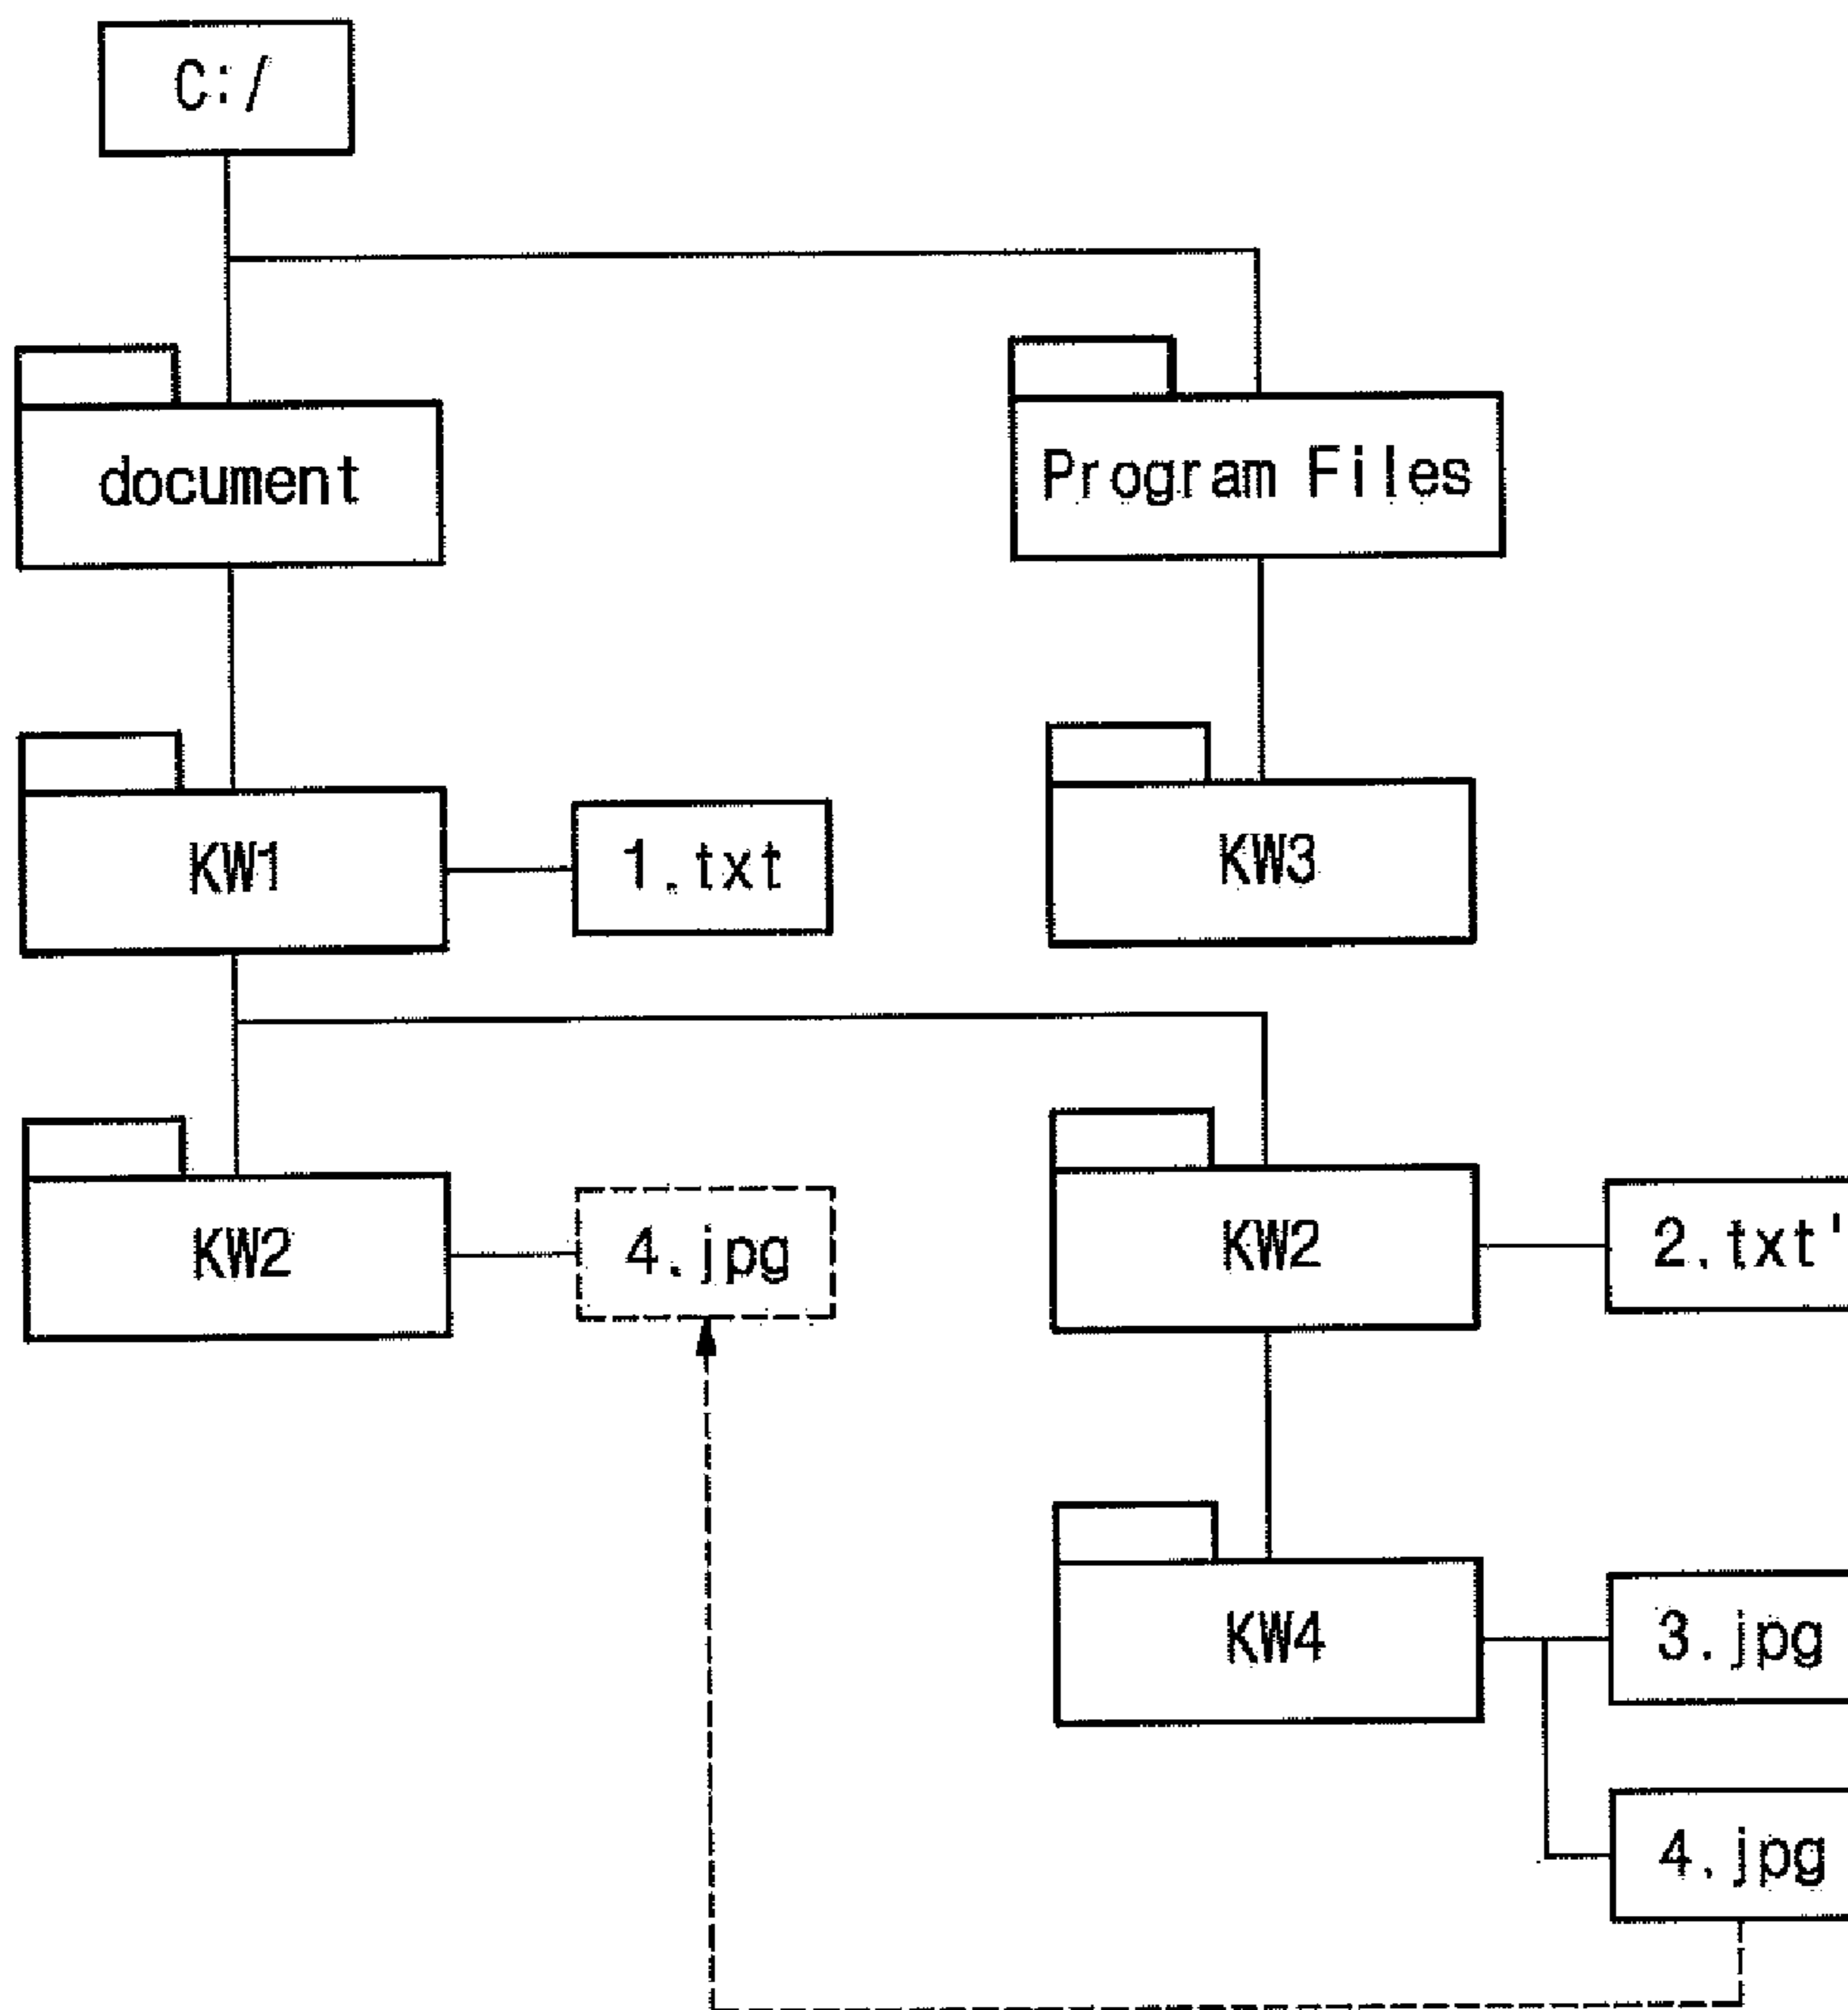 C:/
document
Program Files
KW1
1.txt
KW3
KW2
4.jpg
KW2
2.txt'
KW4
3.jpg
4.jpg